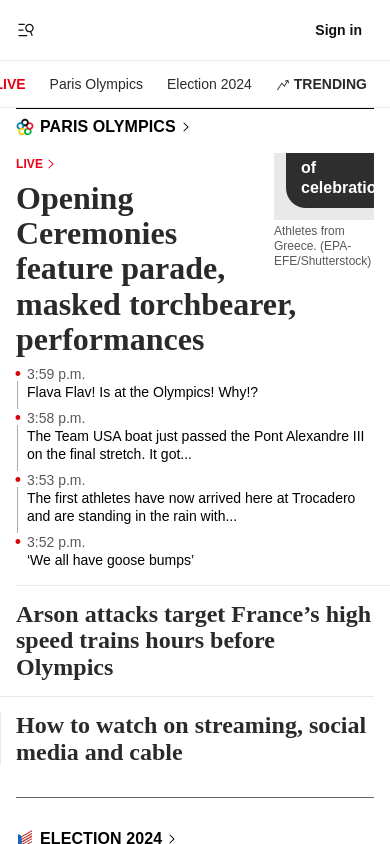 Sign in
LIVE
Paris Olympics
Election 2024
TRENDING
PARIS OLYMPICS
LIVE
Opening
Ceremonies
feature parade,
masked torchbearer,
performances
of
celebratio
Athletes from
Greece. (EPA-
EFE/Shutterstock)
3:59 p.m.
Flava Flav! Is at the Olympics! Why!?
3:58 p.m.
The Team USA boat just passed the Pont Alexandre III
on the final stretch. It got...
3:53 p.m.
The first athletes have now arrived here at Trocadero
and are standing in the rain with...
3:52 p.m.
‘We all have goose bumps’
Arson attacks target France’s high
speed trains hours before
Olympics
How to watch on streaming, social
media and cable
ELECTION 2024